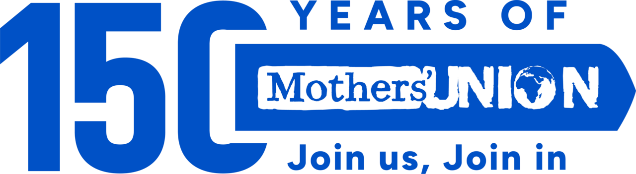 150 YEARS OF
Mothers' UNION
Join us, Join in